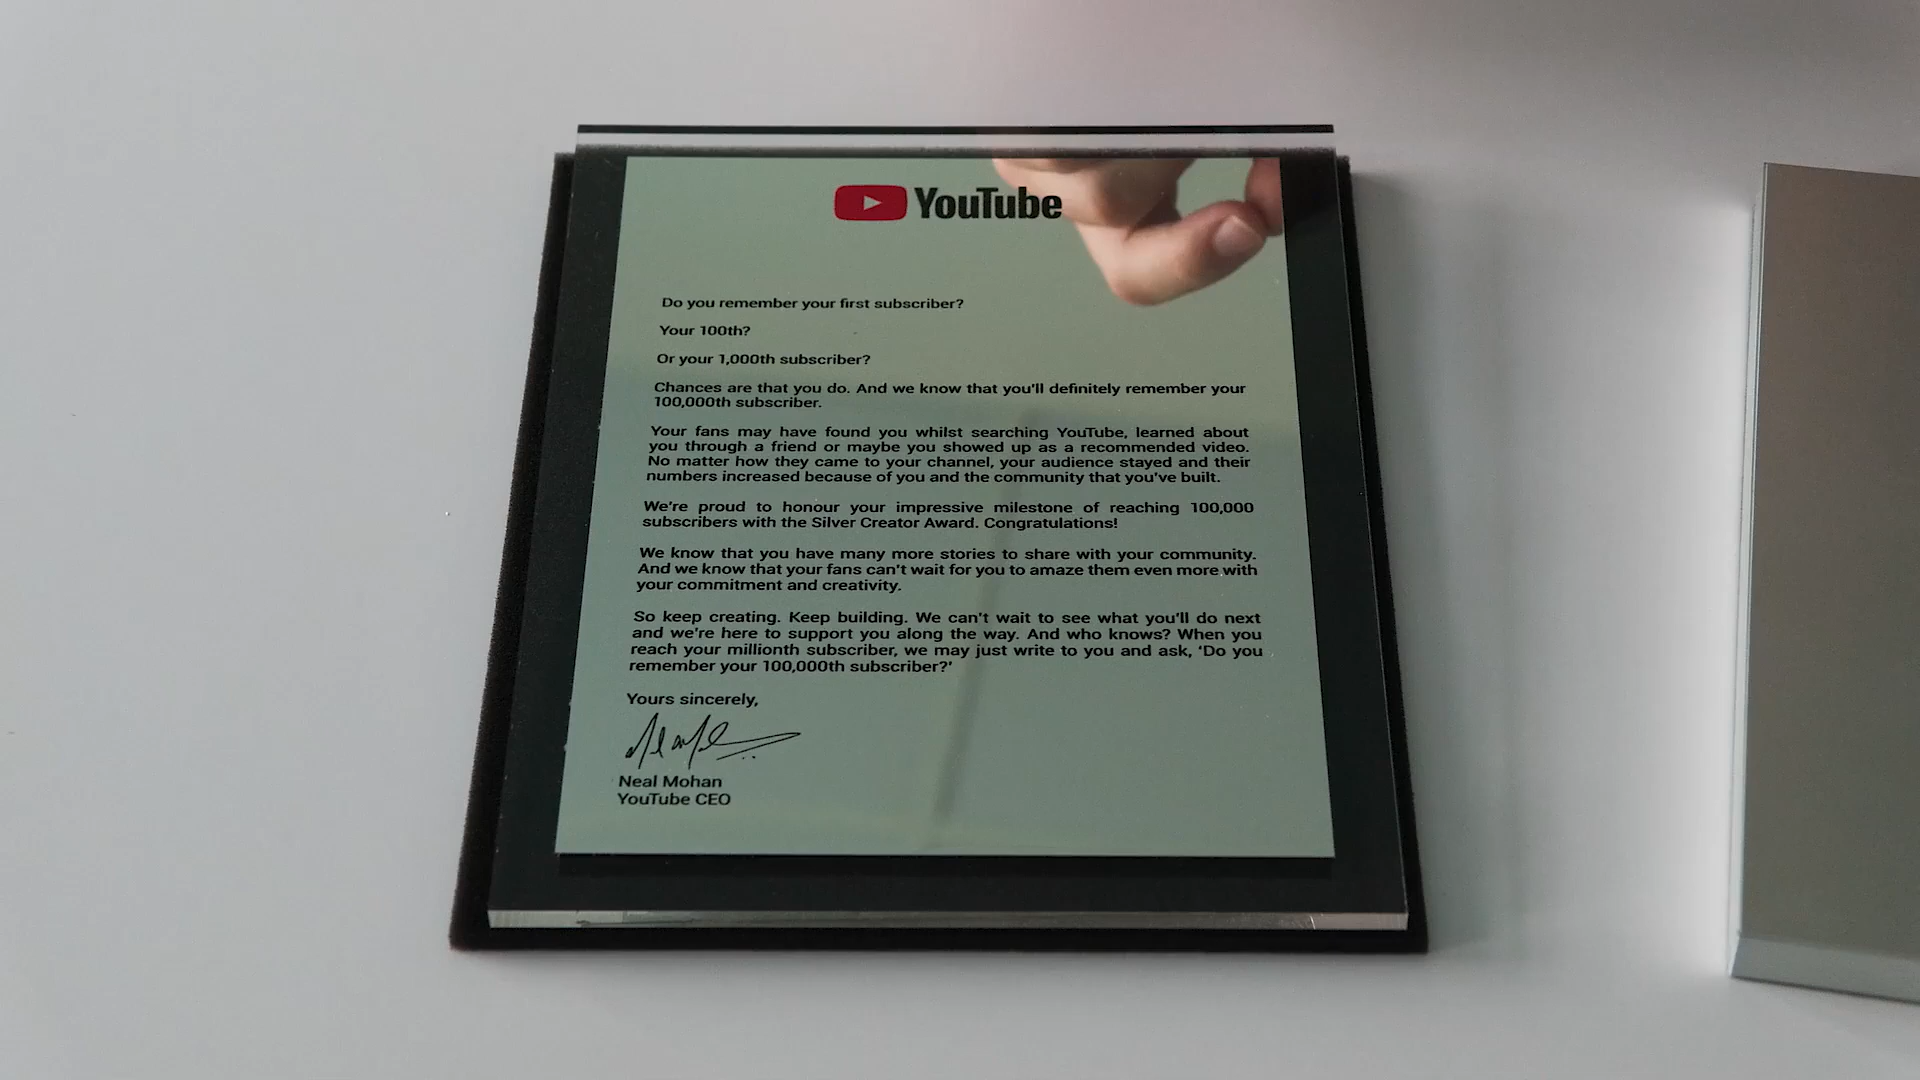 YouTube
Do you remember your first subscriber?
Your 100th?
Or your 1,000th subscriber?
Chances are that you do. And we know that you'll definitely remember your
100,000th subscriber.
Your fans may have found you whilst searching YouTube, learned about
you through a friend or maybe you showed up as a recommended video.
No matter how they came to your channel, your audience stayed and their
numbers increased because of you and the community that you've built.
We're proud to honour your impressive milestone of reaching 100,000
subscribers with the Silver Creator Award. Congratulations!
We know that you have many more stories to share with your community.
And we know that your fans can't wait for you to amaze them even more with
your commitment and creativity.
So keep creating. Keep building. We can't wait to see what you'll do next
and we're here to support you along the way. And who knows? When you
reach your millionth subscriber, we may just write to you and ask, ‘Do you
remember your 100,000th subscriber?’
Yours sincerely,
Neal Mohan
YouTube CEO